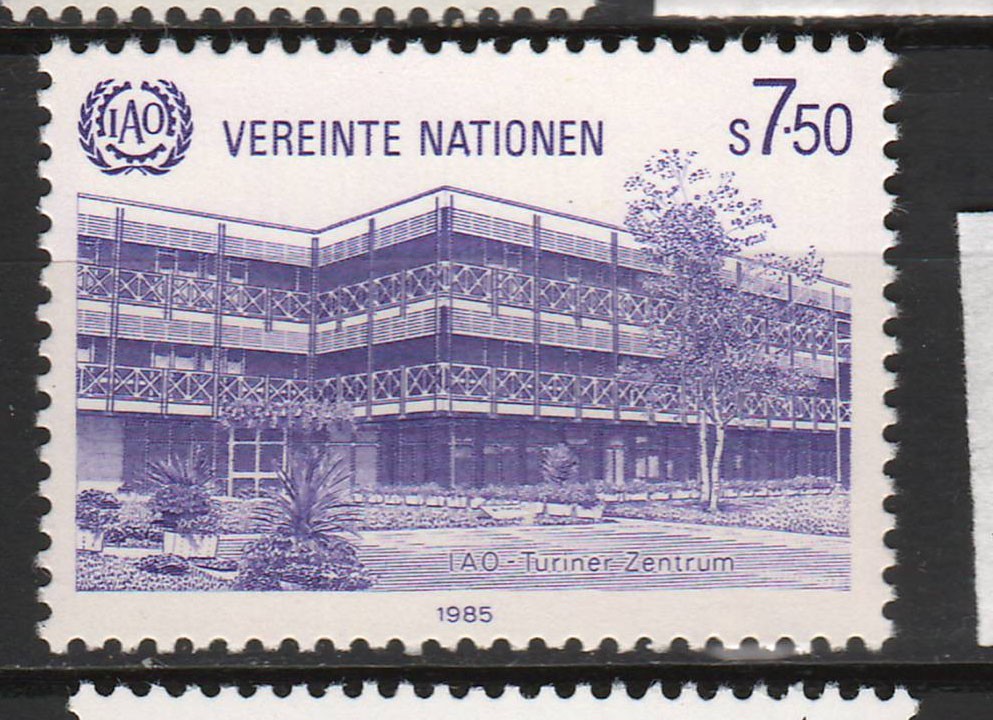 IAO
VEREINTE NATIONEN
s7.50
IAO-Turiner Zentrum
1985